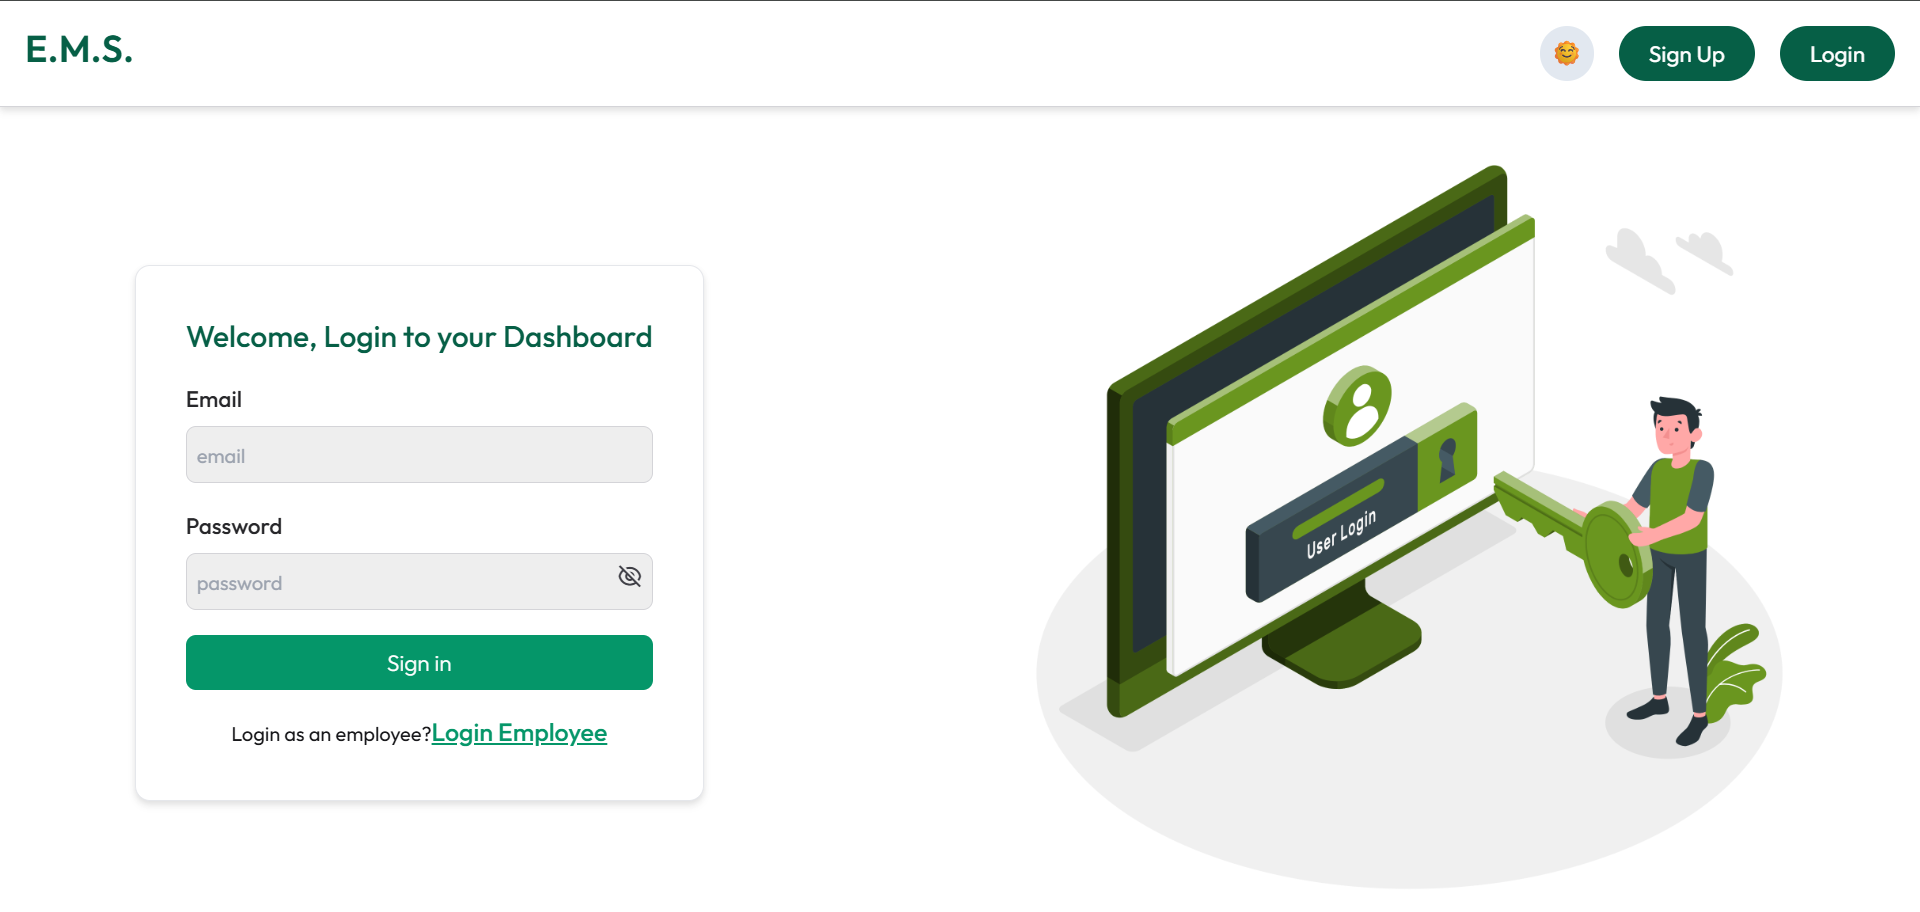 E.M.S.
Sign Up
Login
Welcome, Login to your Dashboard
Email
email
Password
password
Sign in
Login as an employee?Login Employee
User Login